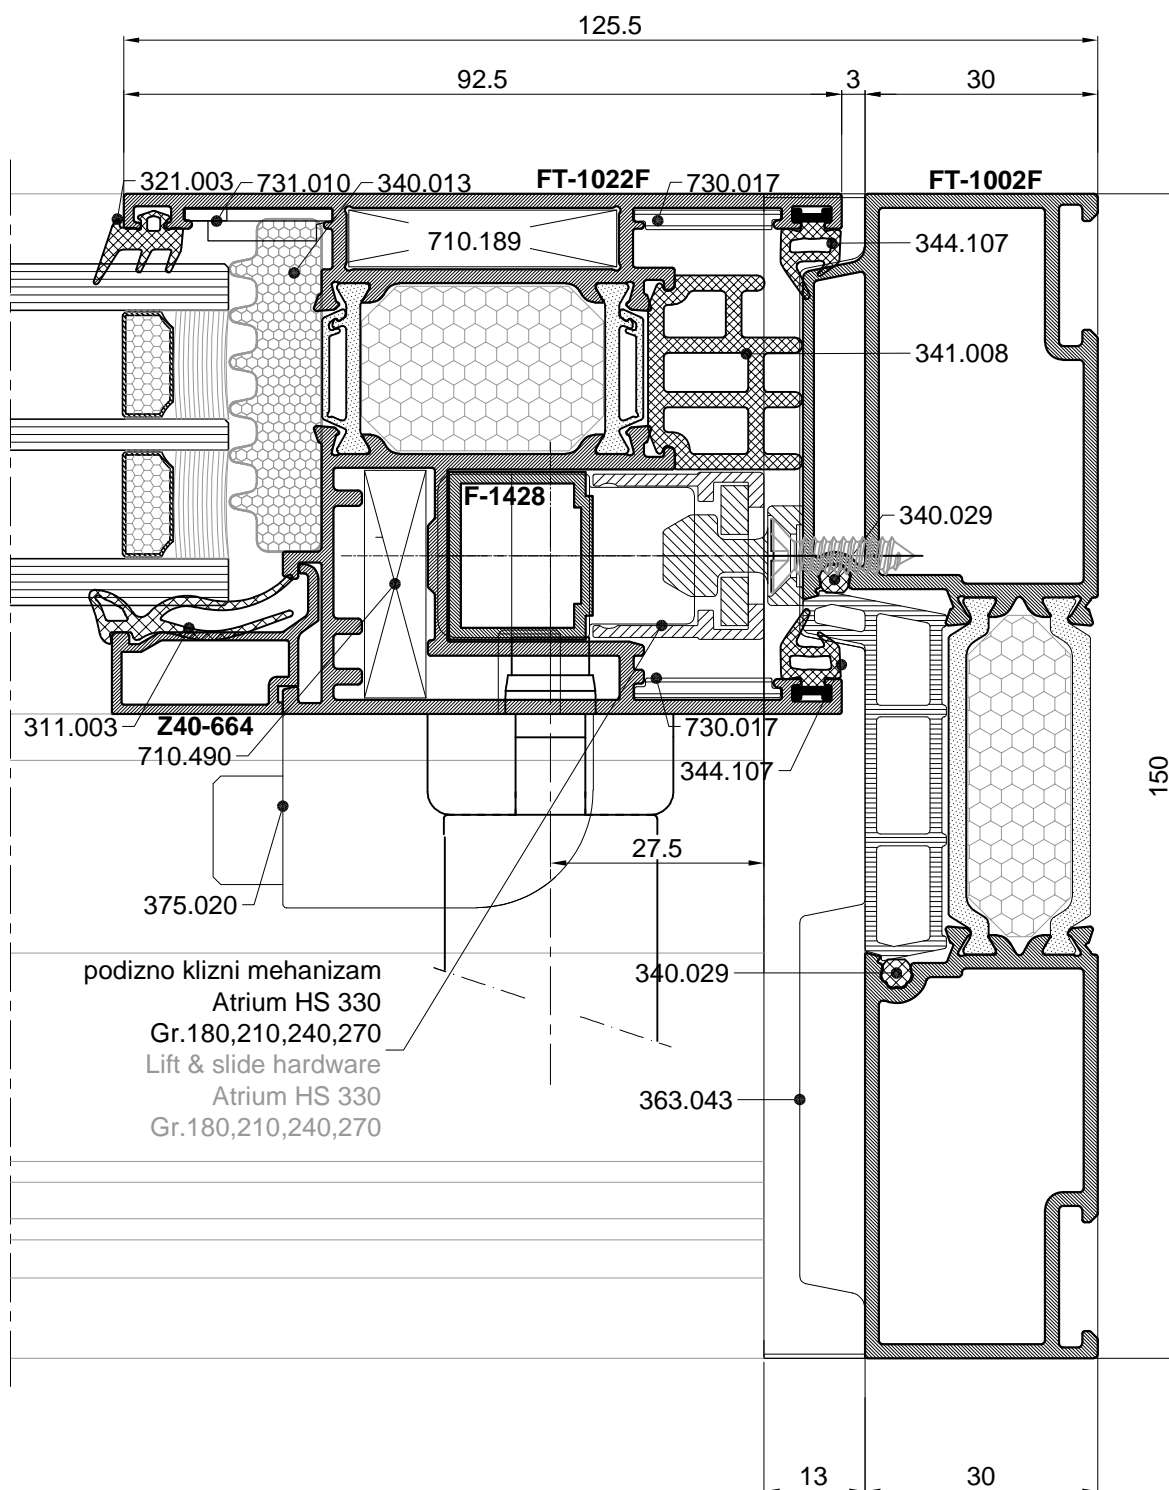 125.5
92.5
3
30
321.003
731.010
340.013
FT-1022F
730.017
FT-1002F
710.189
344.107
341.008
F-1428
340.029
311.003
Z40-664
710.490
730.017
344.107
150
27.5
375.020
podizno klizni mehanizam
Atrium HS 330
Gr.180,210,240,270
Lift & slide hardware
Atrium HS 330
Gr.180,210,240,270
340.029
363.043
13
30